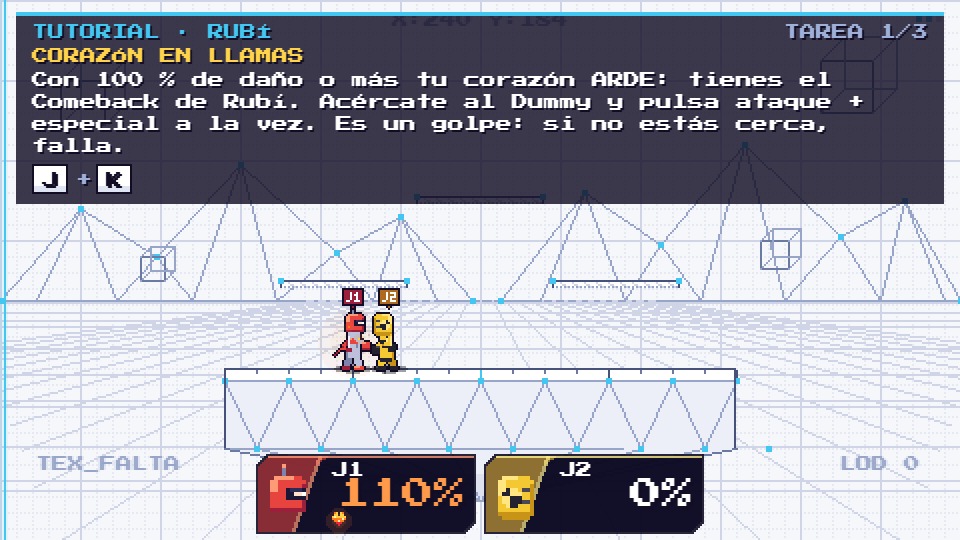 X:240 Y:184
TUTORIAL · RUBí
TAREA 1/3
CORAZóN EN LLAMAS
Con 100 % de daño o más tu corazón ARDE: tienes el
Comeback de Rubí. Acércate al Dummy y pulsa ataque +
especial a la vez. Es un golpe: si no estás cerca,
falla.
J + K
J1 J2
TEX_FALTA
LOD 0
J1
110%
J2
0%